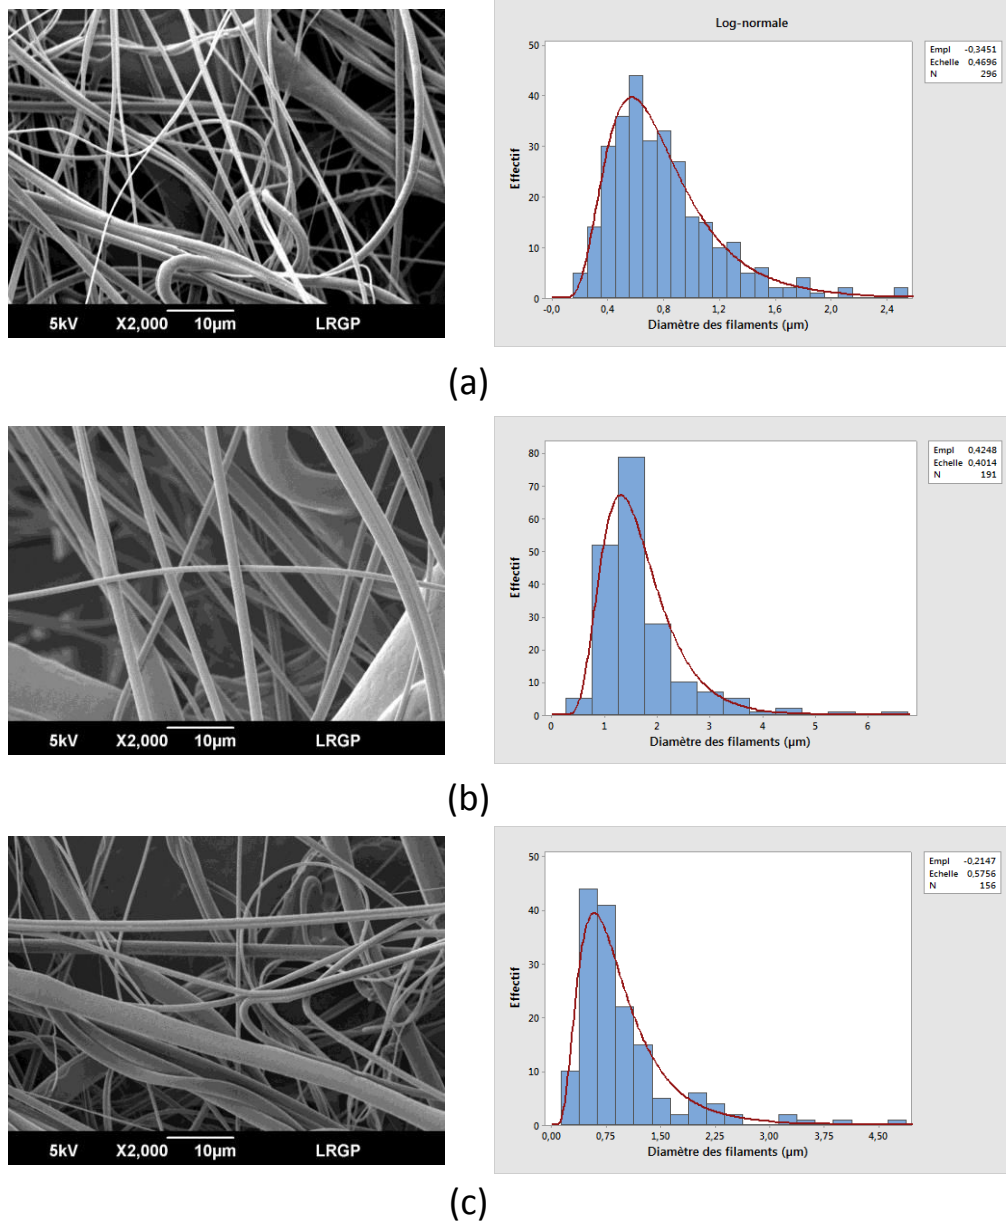 5kV X2,000 10µm LRGP
Log-normale
Effectif
50
40
30
20
10
0
-0,0 0,4 0,8 1,2 1,6 2,0 2,4
Diamètre des filaments (µm)
Empl -0,3451
Echelle 0,4696
N 296
(a)
5kV X2,000 10µm LRGP
Effectif
80
70
60
50
40
30
20
10
0
0 1 2 3 4 5 6
Diamètre des filaments (µm)
Empl 0,4248
Echelle 0,4014
N 191
(b)
5kV X2,000 10µm LRGP
Effectif
50
40
30
20
10
0
0,00 0,75 1,50 2,25 3,00 3,75 4,50
Diamètre des filaments (µm)
Empl -0,2147
Echelle 0,5756
N 156
(c)